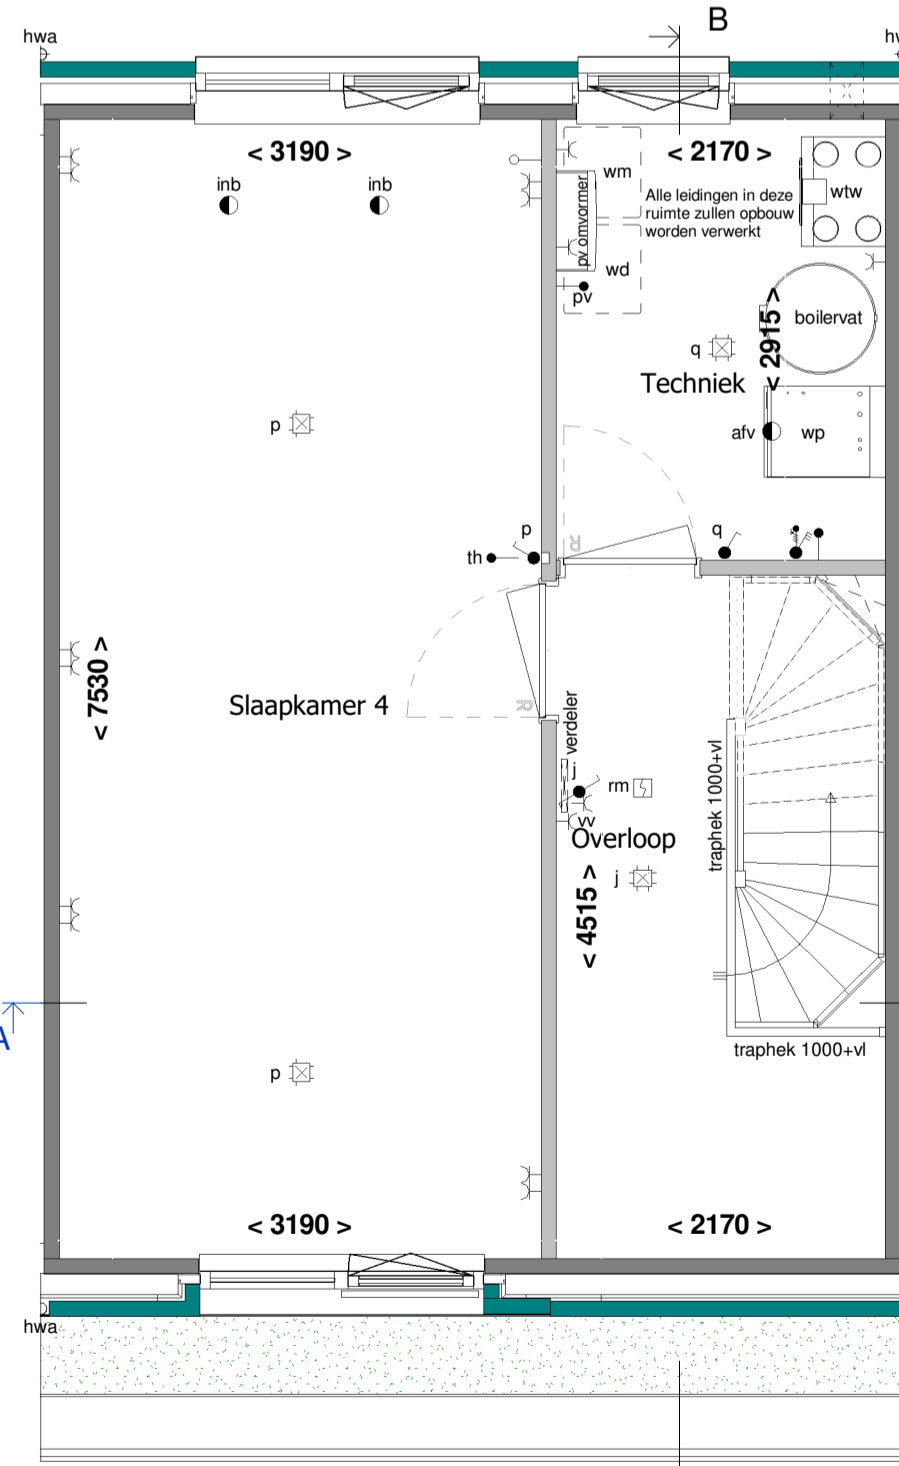 B
hwa
hw
< 3190 >
< 2170 >
inb
inb
wm
Alle leidingen in deze
ruimte zullen opbouw
worden verwerkt
wtw
pv omvormer
wd
pv
boilervat
< 2915 >
q
Techniek
p
afv
wp
th
p
q
R
R
< 7530 >
Slaapkamer 4
verdeler
j
rm
vv
Overloop
j
traphek 1000+vl
< 4515 >
A
traphek 1000+vl
p
< 3190 >
< 2170 >
hwa